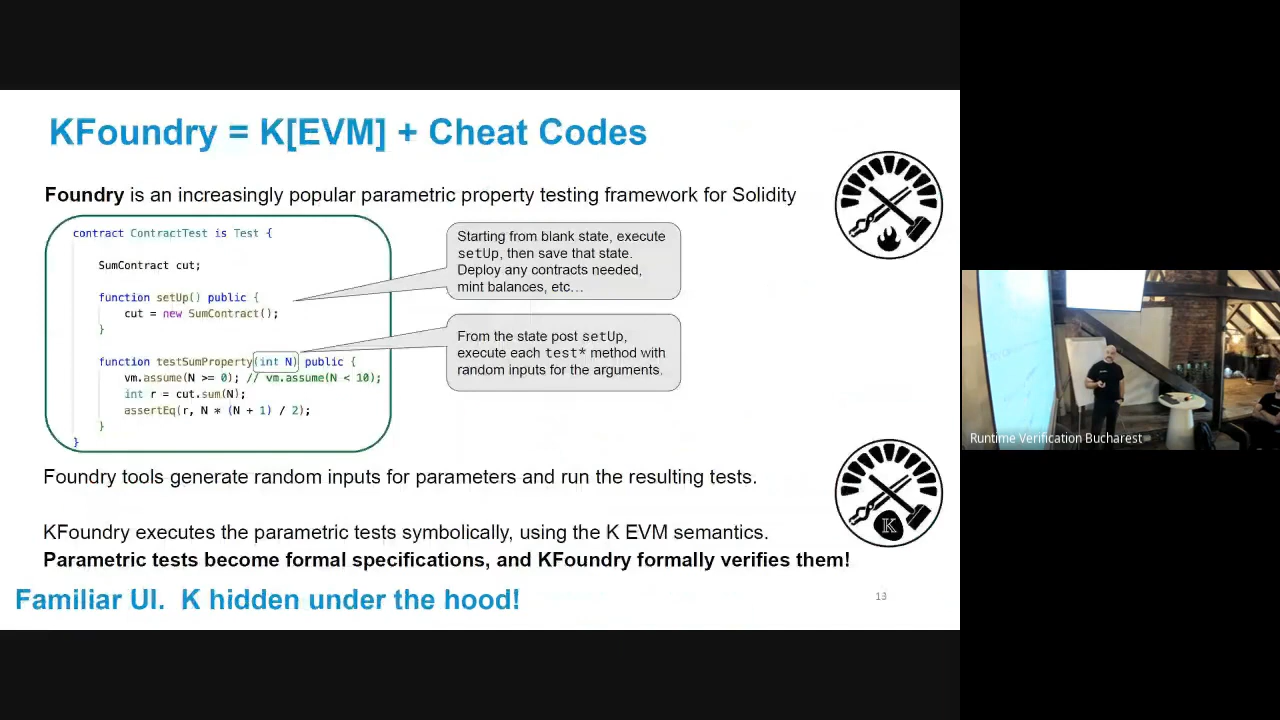 KFoundry = K[EVM] + Cheat Codes
Foundry is an increasingly popular parametric property testing framework for Solidity
contract ContractTest is Test {
SumContract cut;
function setUp() public {
cut = new SumContract();
}
function testSumProperty(int N) public {
vm.assume(N >= 0); // vm.assume(N < 10);
int r = cut.sum(N);
assertEq(r, N * (N + 1) / 2);
}
}
Starting from blank state, execute
setUp, then save that state.
Deploy any contracts needed,
mint balances, etc…
From the state post setUp,
execute each test* method with
random inputs for the arguments.
Foundry tools generate random inputs for parameters and run the resulting tests.
KFoundry executes the parametric tests symbolically, using the K EVM semantics.
Parametric tests become formal specifications, and KFoundry formally verifies them!
Familiar UI. K hidden under the hood!
13
K
Runtime Verification Bucharest